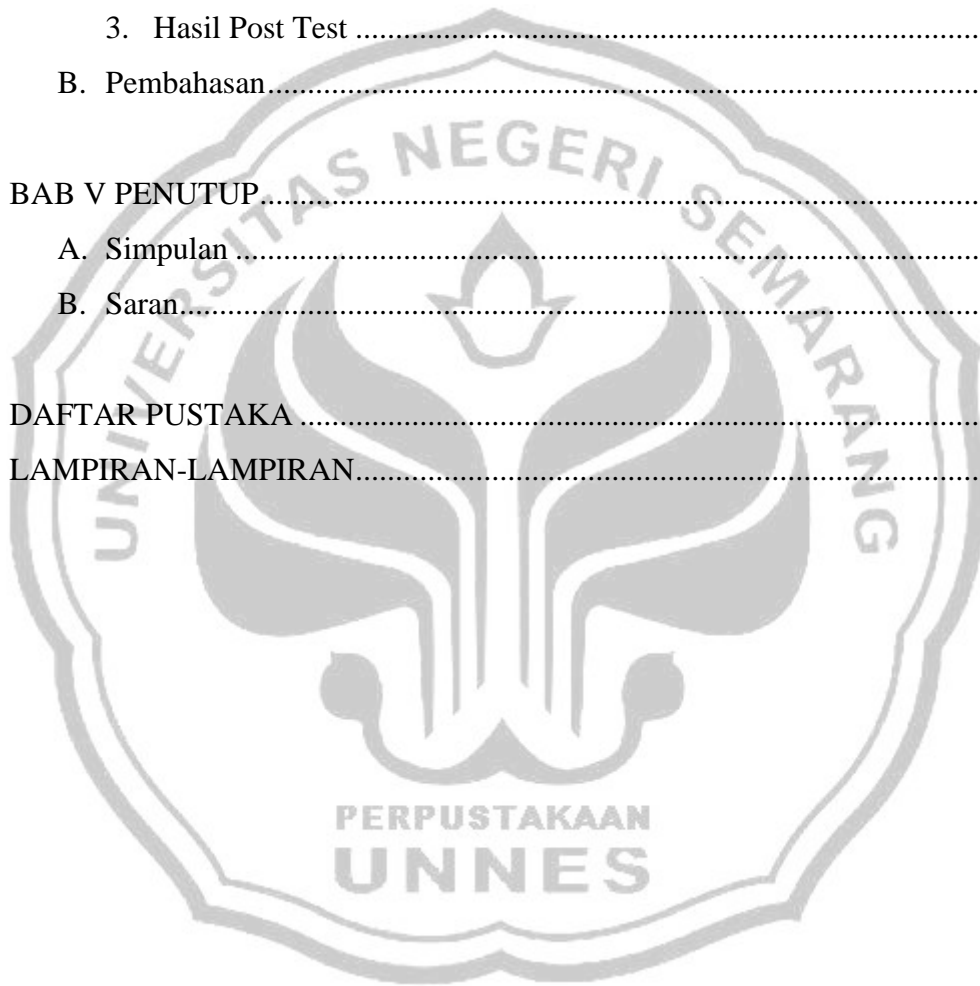 3. Hasil Post Test ....................................................................................
B. Pembahasan................................................................................................
BAB V PENUTUP.................................................................................................
A. Simpulan ....................................................................................................
B. Saran............................................................................................................
DAFTAR PUSTAKA ............................................................................................
LAMPIRAN-LAMPIRAN.....................................................................................
UNIVERSITAS NEGERI SEMARANG
PERPUSTAKAAN
UNNES